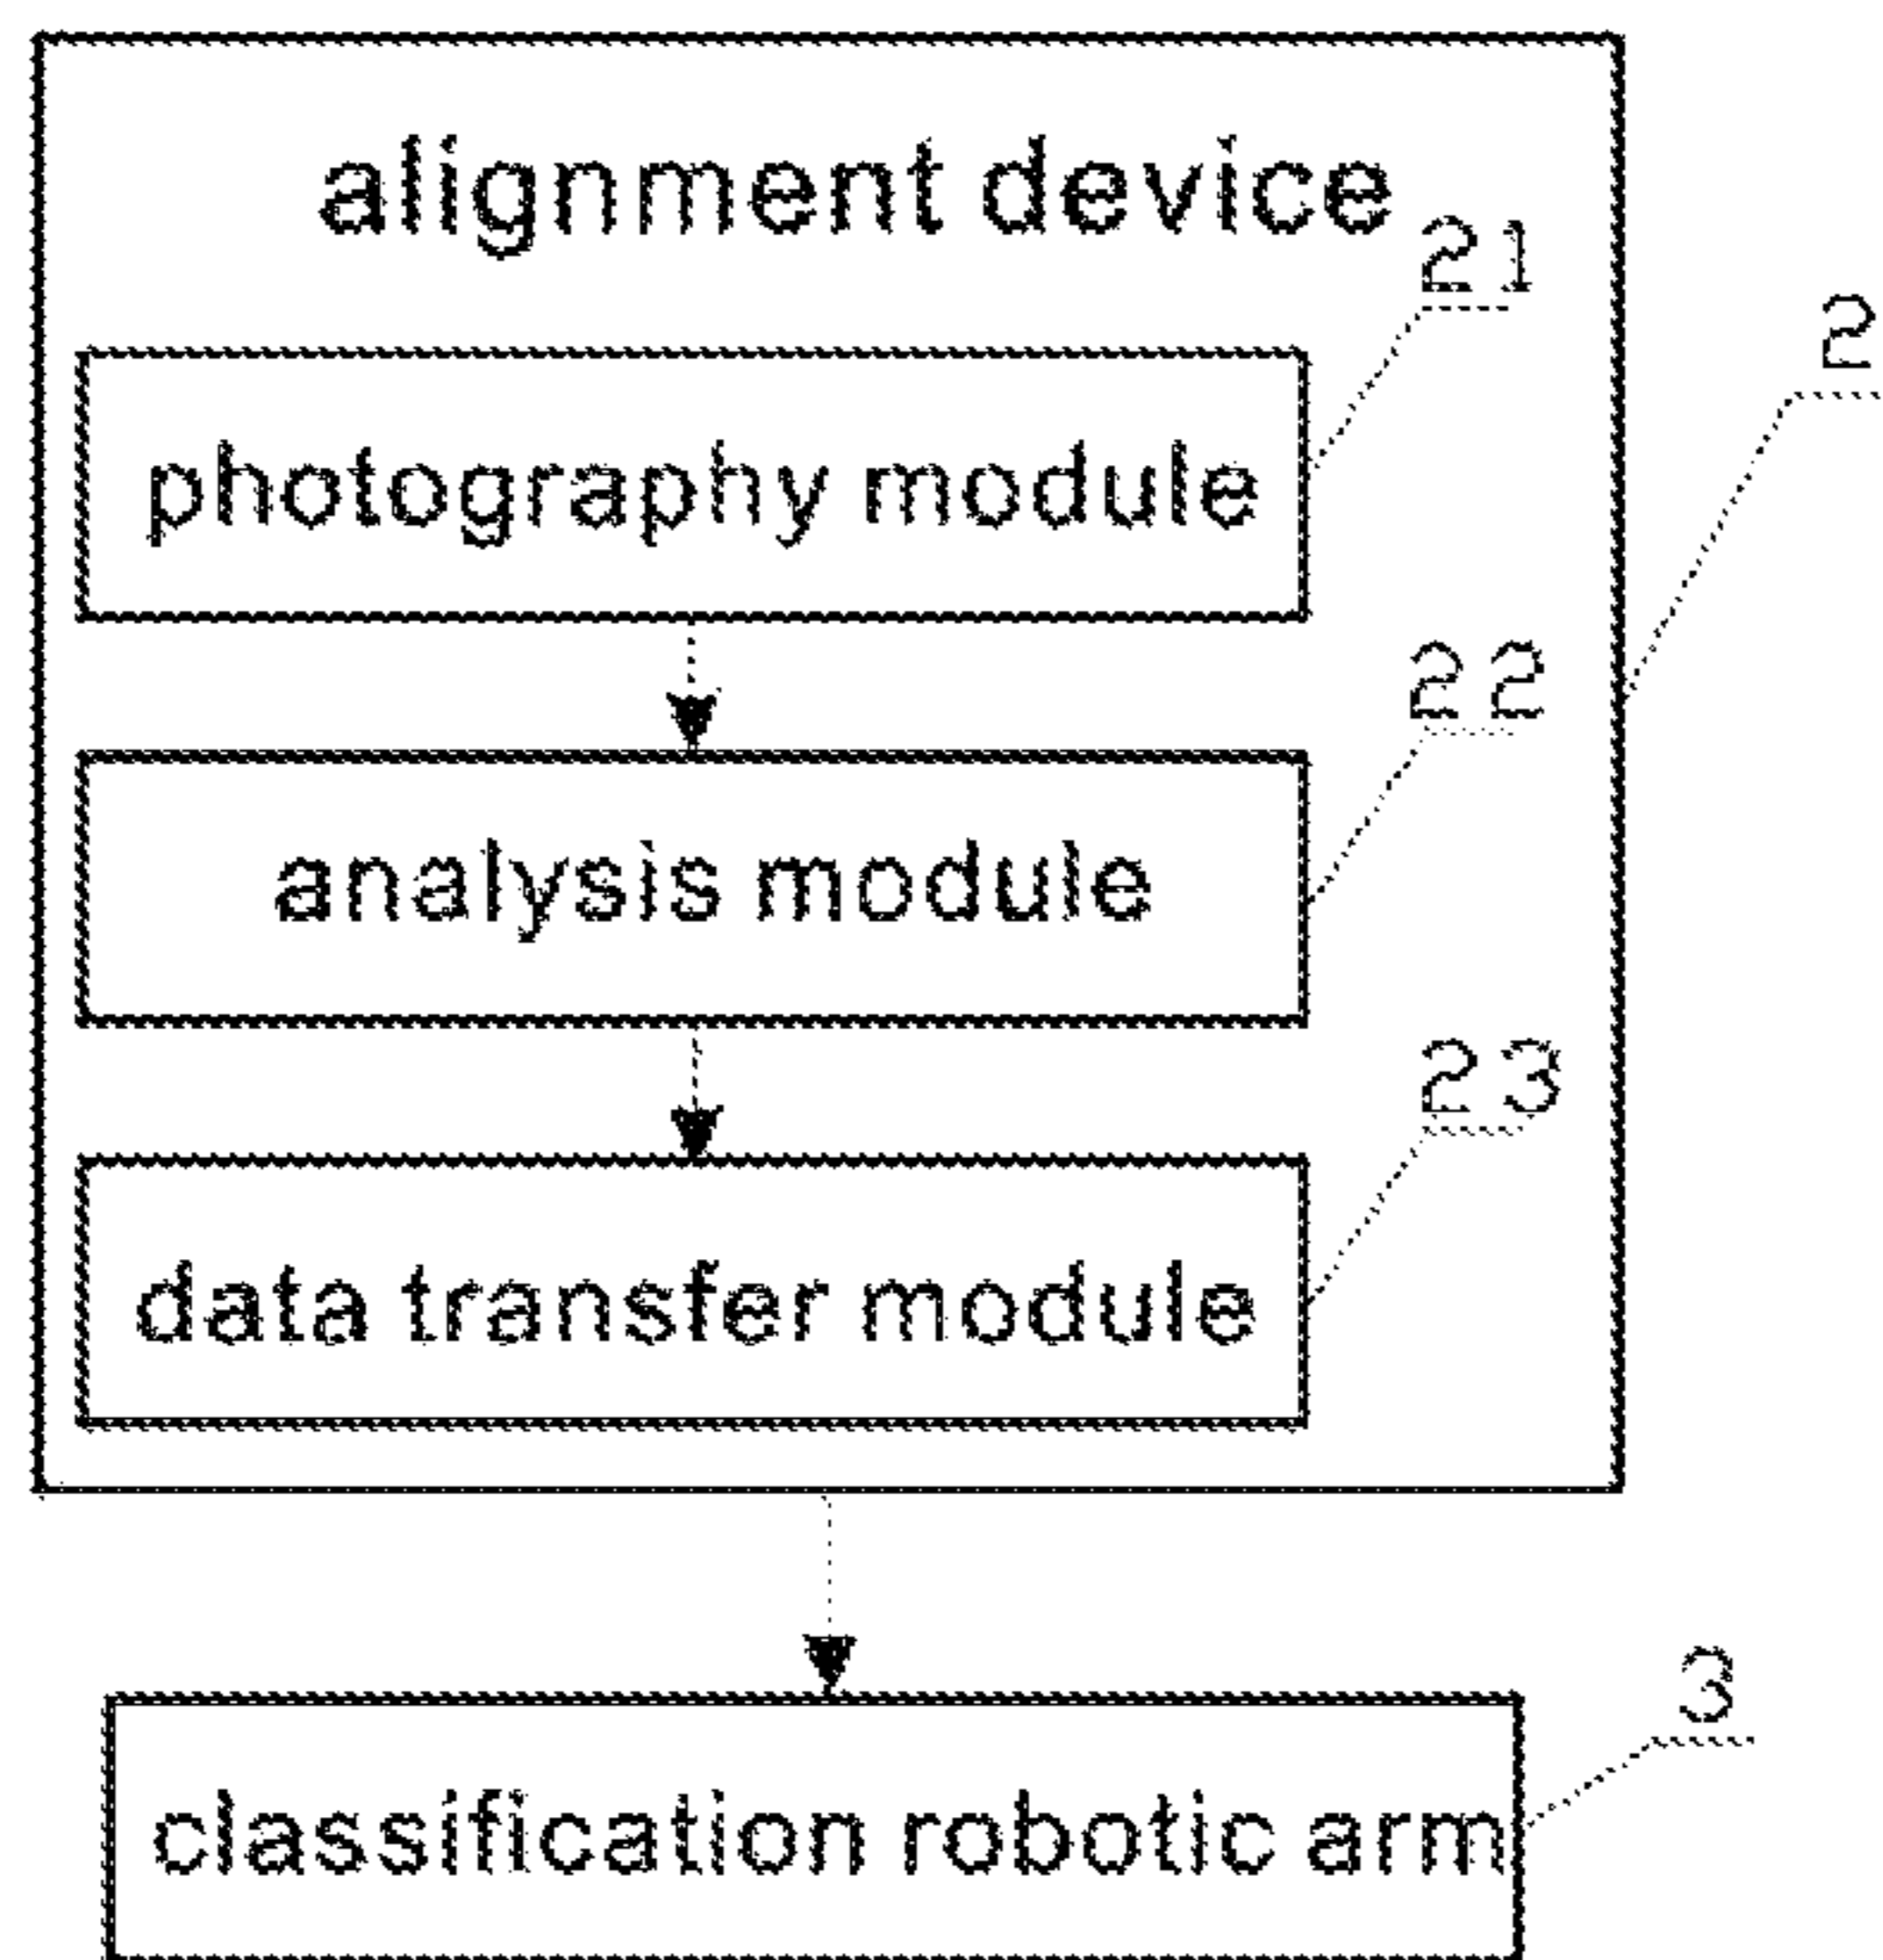 alignment device
21
2
photography module
22
analysis module
23
data transfer module
3
classification robotic arm